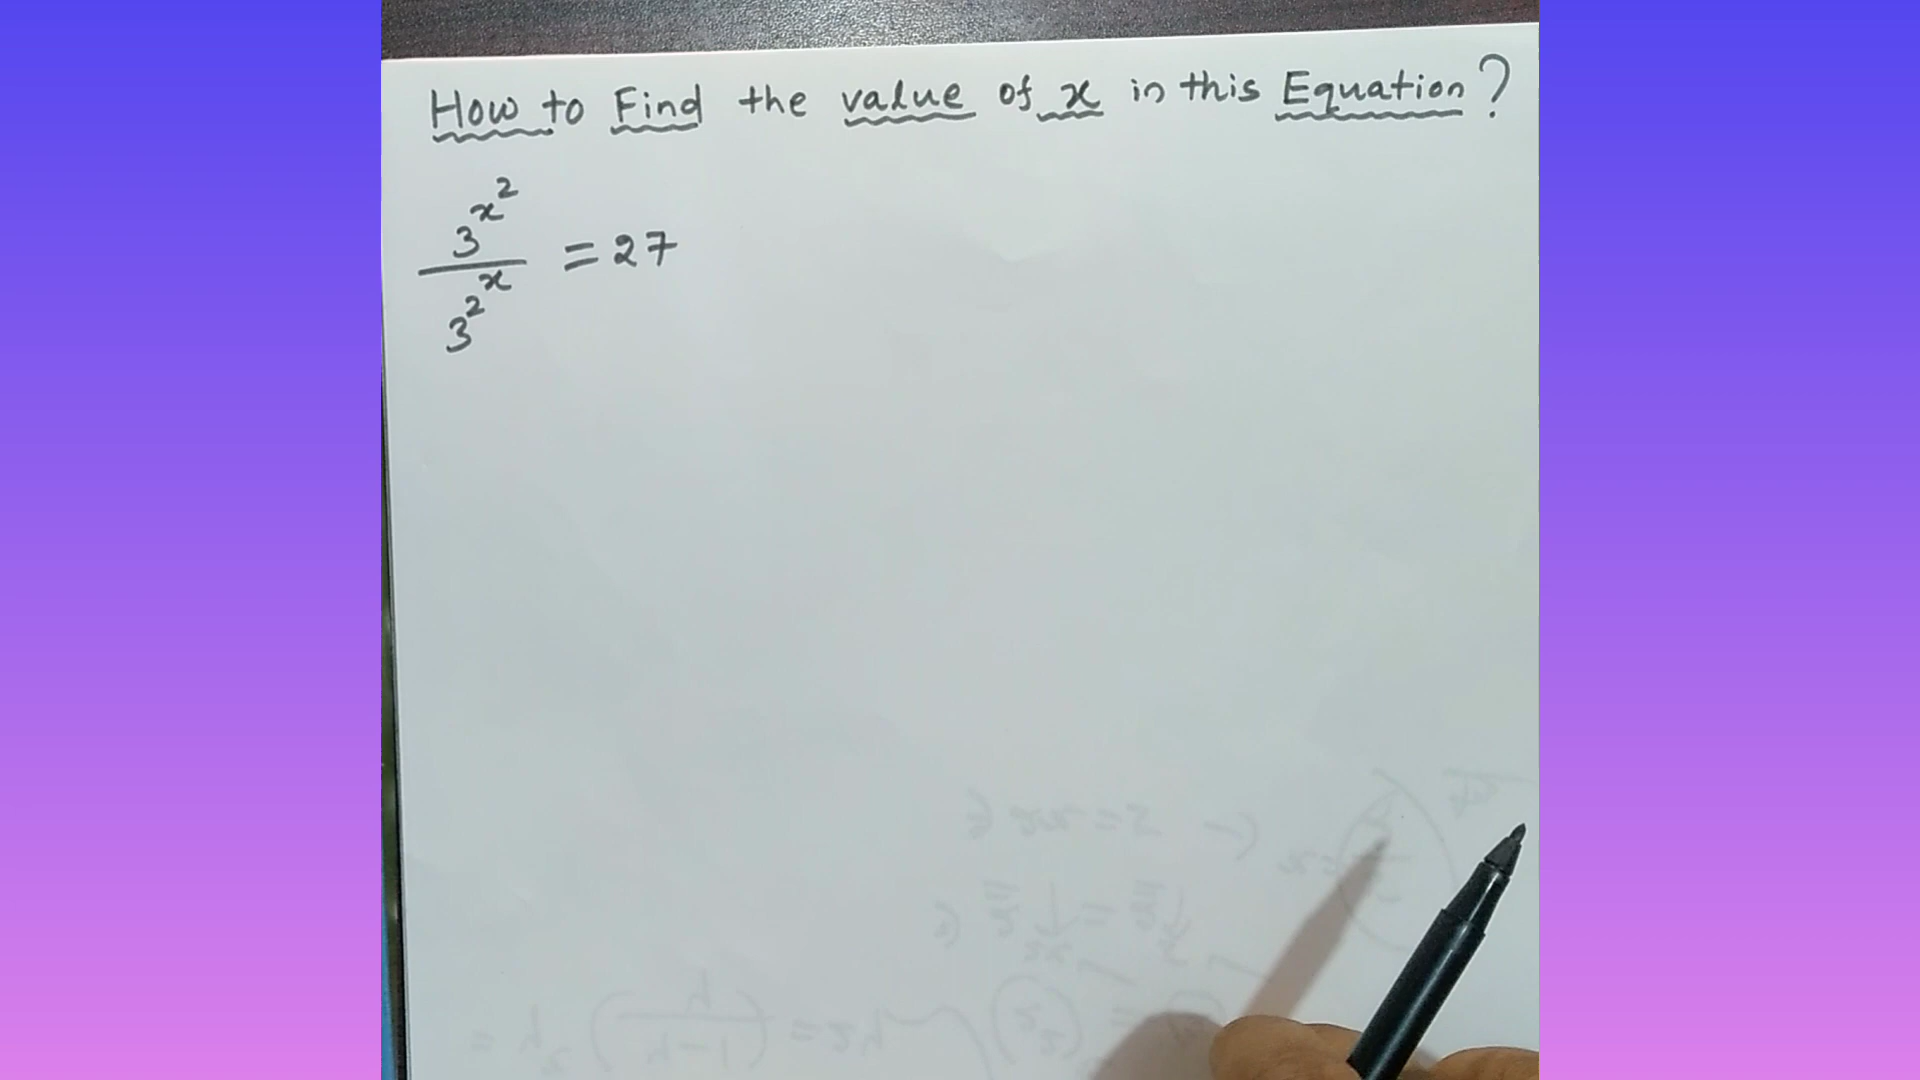 How to Find the value of x in this Equation?
3^x^2
/ 3^2^x = 27